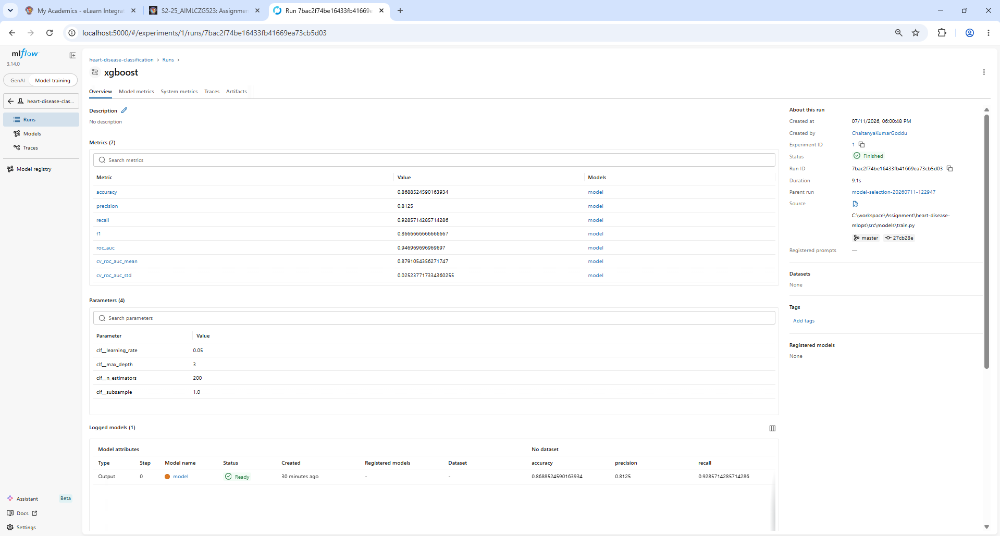 My Academics - eLearn Integra
S2-25_AIMLCZG523: Assignmen
Run 7bac2f74be16433fb41669e
localhost:5000/#/experiments/1/runs/7bac2f74be16433fb41669ea73cb5d03
mlflow
3.14.0
GenAI Model training
heart-disease-clas...
Runs
Models
Traces
Model registry
Assistant Beta
Docs
Settings
heart-disease-classification › Runs ›
xgboost
Overview Model metrics System metrics Traces Artifacts
Description
No description
Metrics (7)
Search metrics
Metric Value Models
accuracy 0.8688524590163934 model
precision 0.8125 model
recall 0.9285714285714286 model
f1 0.8666666666666667 model
roc_auc 0.946969696969697 model
cv_roc_auc_mean 0.8791054356271747 model
cv_roc_auc_std 0.025237717334360255 model
Parameters (4)
Search parameters
Parameter Value
clf__learning_rate 0.05
clf__max_depth 3
clf__n_estimators 200
clf__subsample 1.0
Logged models (1)
Model attributes No dataset
Type Step Model name Status Created Registered models Dataset accuracy precision recall
Output 0 model Ready 30 minutes ago - - 0.8688524590163934 0.8125 0.9285714285714286
About this run
Created at 07/11/2026, 06:00:48 PM
Created by ChaitanyaKumarGoddu
Experiment ID 1
Status Finished
Run ID 7bac2f74be16433fb41669ea73cb5d03
Duration 9.1s
Parent run model-selection-20260711-122947
Source
C:\workspace\Assignment\heart-disease-
mlops\src\models\train.py
master 27cb28e
Registered prompts —
Datasets
None
Tags
Add tags
Registered models
None